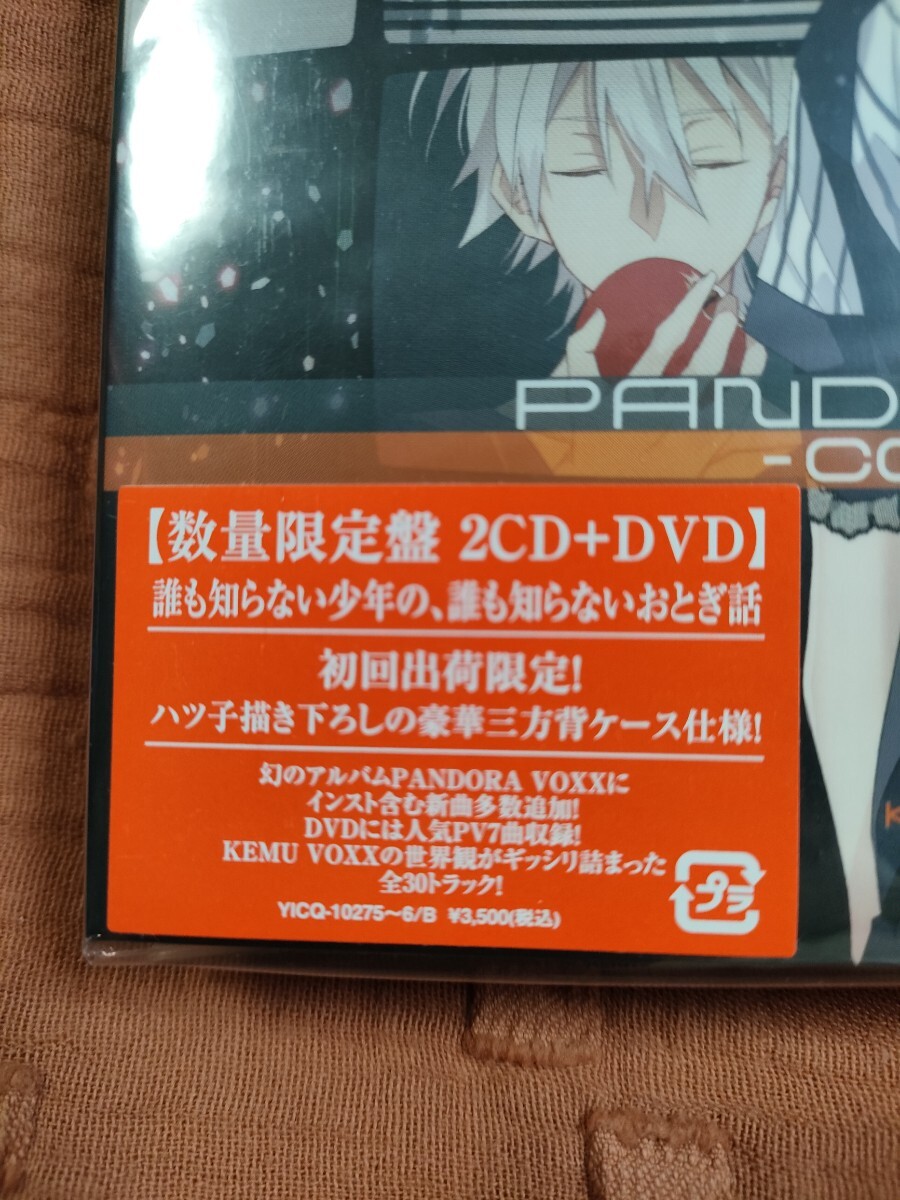 PAND
-CO
【数量限定盤 2CD+DVD】
誰も知らない少年の、誰も知らないおとぎ話
初回出荷限定!
ハツ子描き下ろしの豪華三方背ケース仕様!
幻のアルバムPANDORA VOXXに
インスト含む新曲多数追加!
DVDには人気PV7曲収録!
KEMU VOXXの世界観がギッシリ詰まった
全30トラック!
プラ
YICQ-10275～6/B ¥3,500(税込)
K